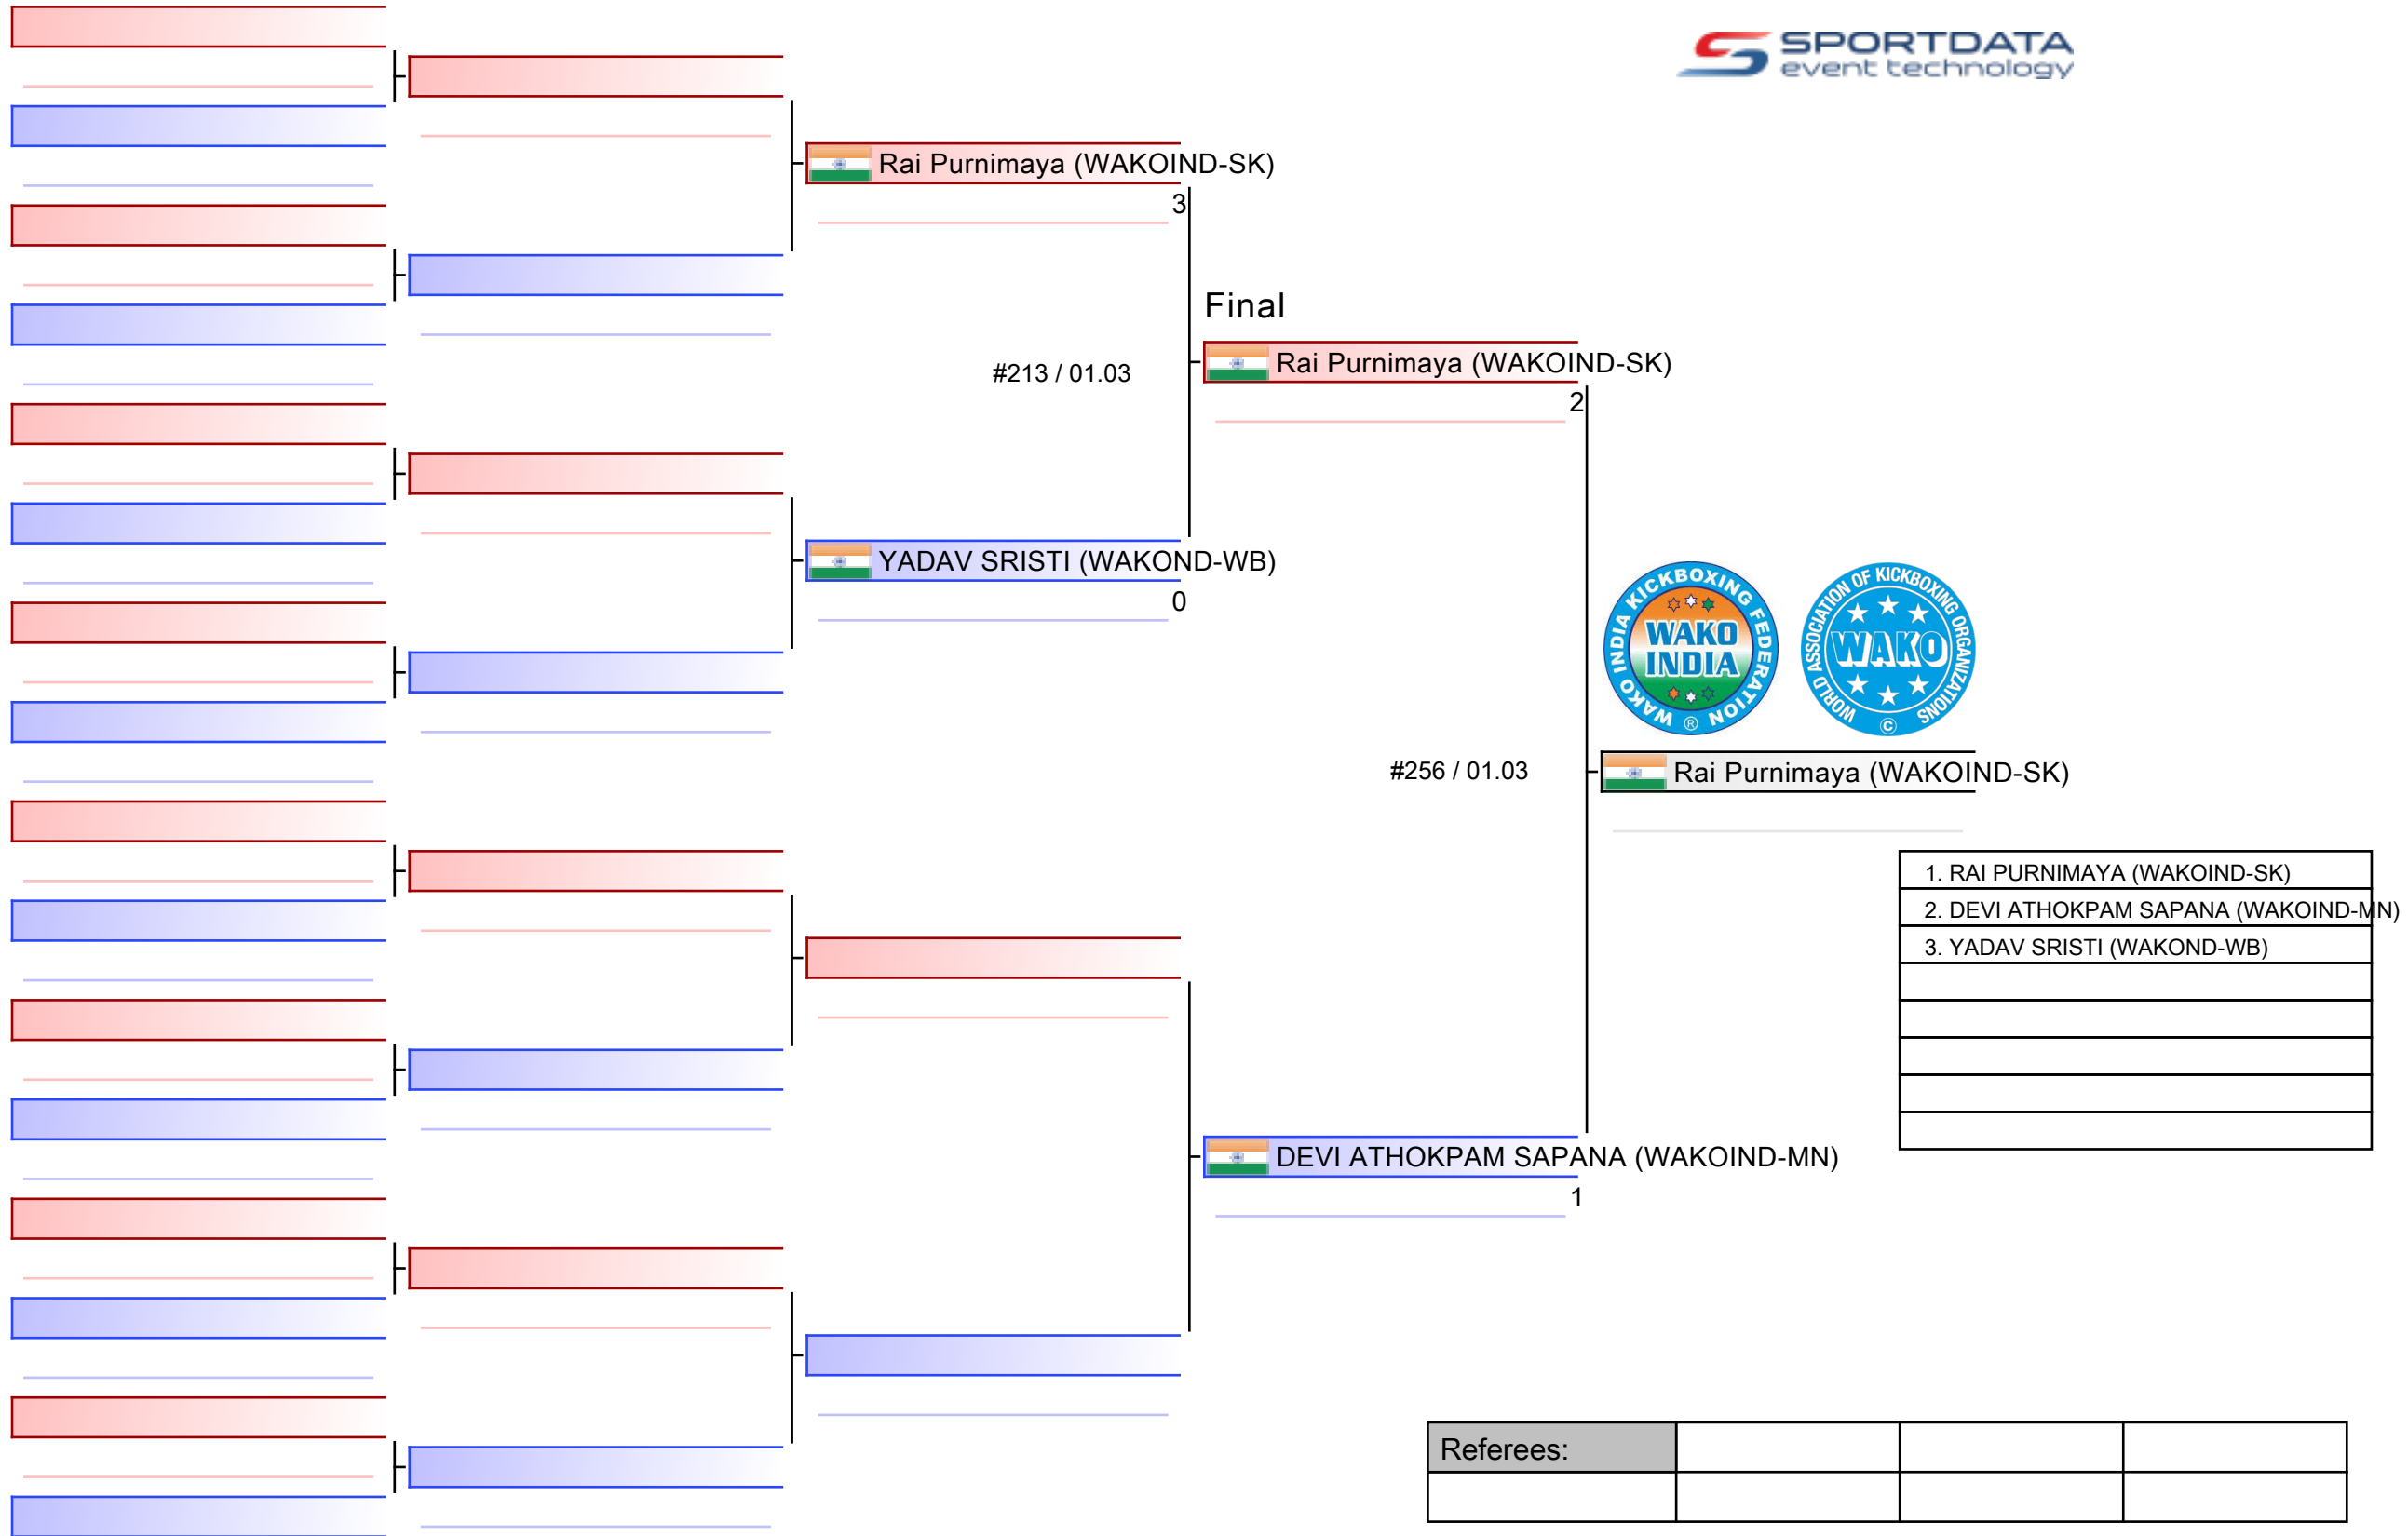 SPORTDATA
event technology
Rai Purnimaya (WAKOIND-SK)
3
Final
#213 / 01.03
Rai Purnimaya (WAKOIND-SK)
2
YADAV SRISTI (WAKOND-WB)
0
WAKO INDIA KICKBOXING FEDERATION
WAKO
INDIA
®
WORLD ASSOCIATION OF KICKBOXING ORGANIZATIONS
WAKO
©
#256 / 01.03
Rai Purnimaya (WAKOIND-SK)
1. RAI PURNIMAYA (WAKOIND-SK)
2. DEVI ATHOKPAM SAPANA (WAKOIND-MN)
3. YADAV SRISTI (WAKOND-WB)
DEVI ATHOKPAM SAPANA (WAKOIND-MN)
1
Referees: